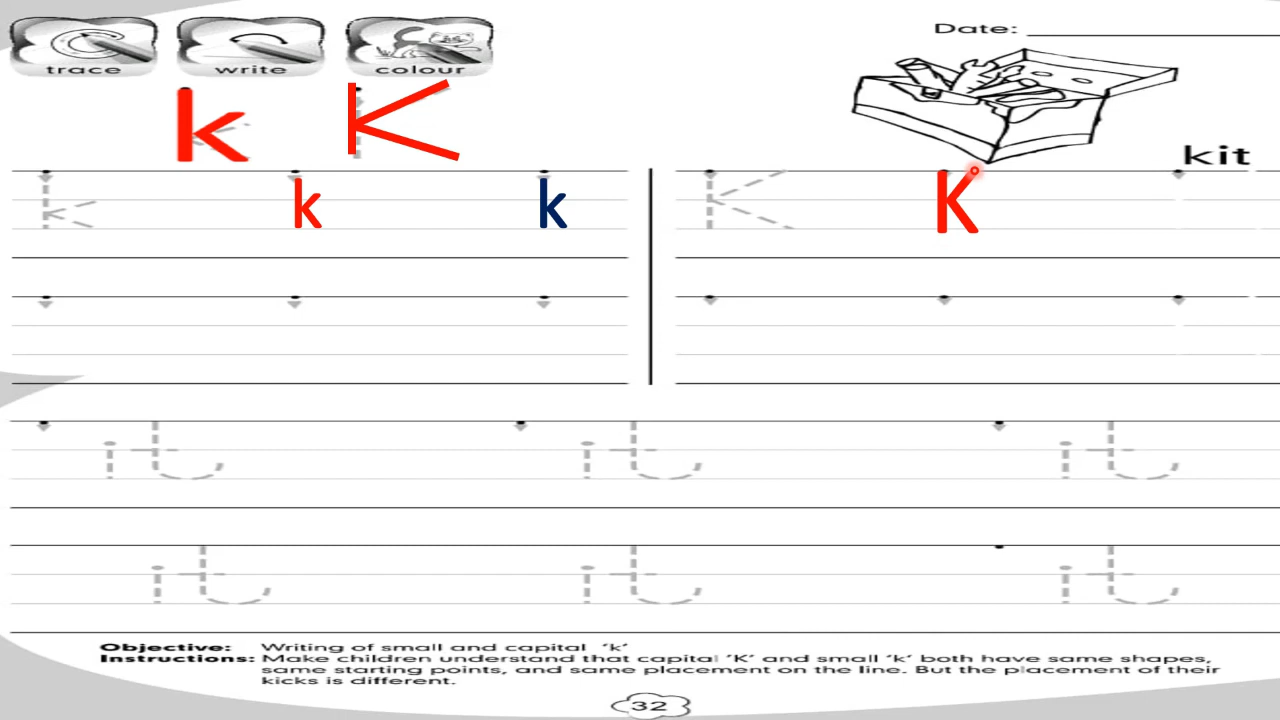 Date:
trace write colour
k K
kit
k k k K K
it it it
it it it
Objective: Writing of small and capital 'k'
Instructions: Make children understand that capital 'K' and small 'k' both have same shapes,
same starting points, and same placement on the line. But the placement of their
kicks is different.
32